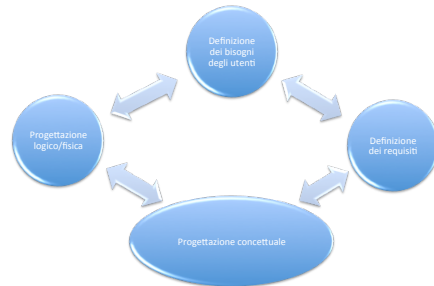 Definizione
dei bisogni
degli utenti
Progettazione
logico/fisica
Definizione
dei requisiti
Progettazione concettuale